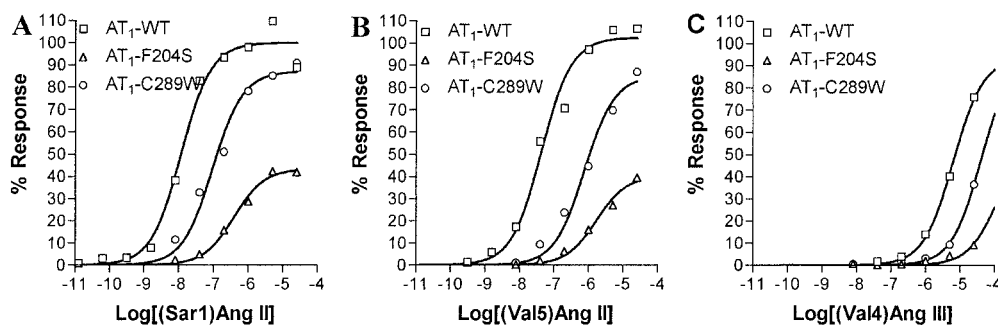 A
110
100
90
80
70
60
50
40
30
20
10
0
% Response
AT1-WT
AT1-F204S
AT1-C289W
-11 -10 -9 -8 -7 -6 -5 -4
Log[(Sar1)Ang II]
B
110
100
90
80
70
60
50
40
30
20
10
0
% Response
AT1-WT
AT1-F204S
AT1-C289W
-11 -10 -9 -8 -7 -6 -5 -4
Log[(Val5)Ang II]
C
110
100
90
80
70
60
50
40
30
20
10
0
% Response
AT1-WT
AT1-F204S
AT1-C289W
-11 -10 -9 -8 -7 -6 -5 -4
Log[(Val4)Ang III]